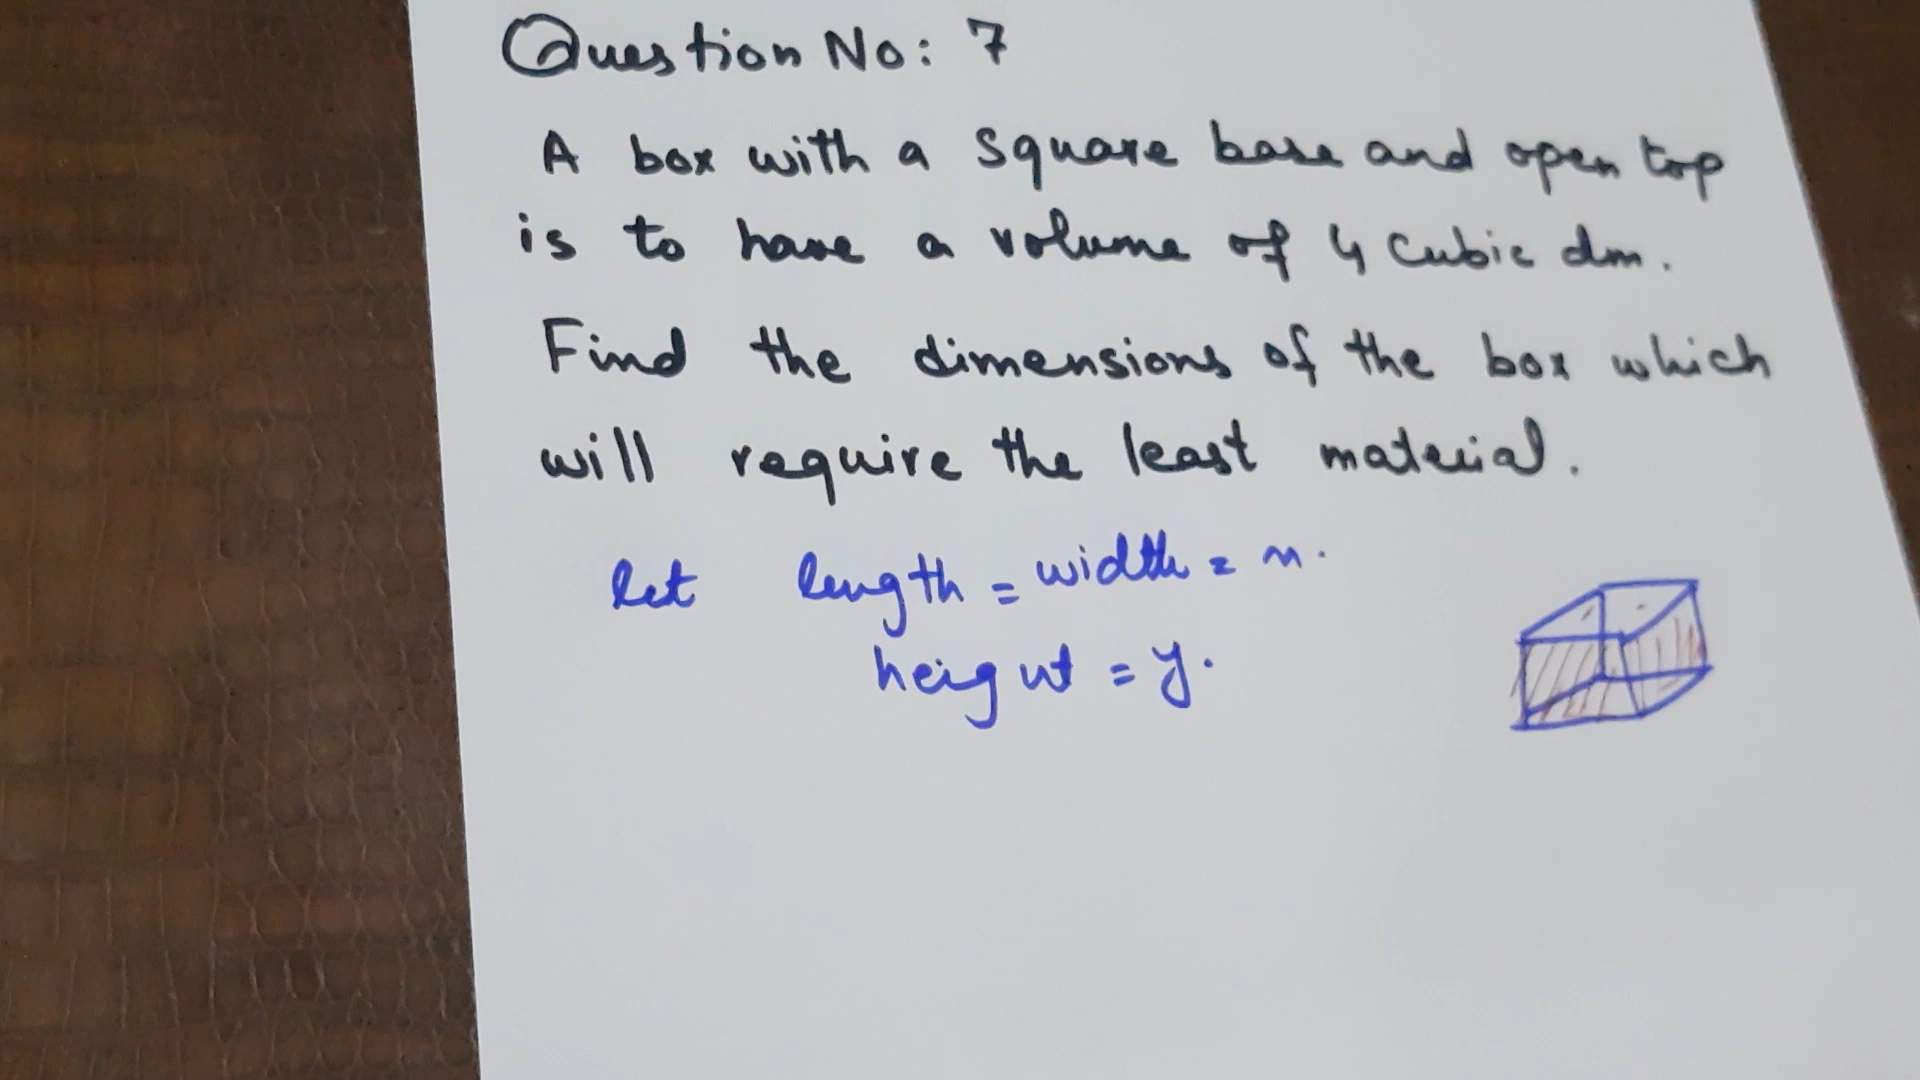 Question No: 7
A box with a square base and open top
is to have a volume of 4 cubic dm.
Find the dimensions of the box which
will require the least material.
let length = width = x.
height = y.